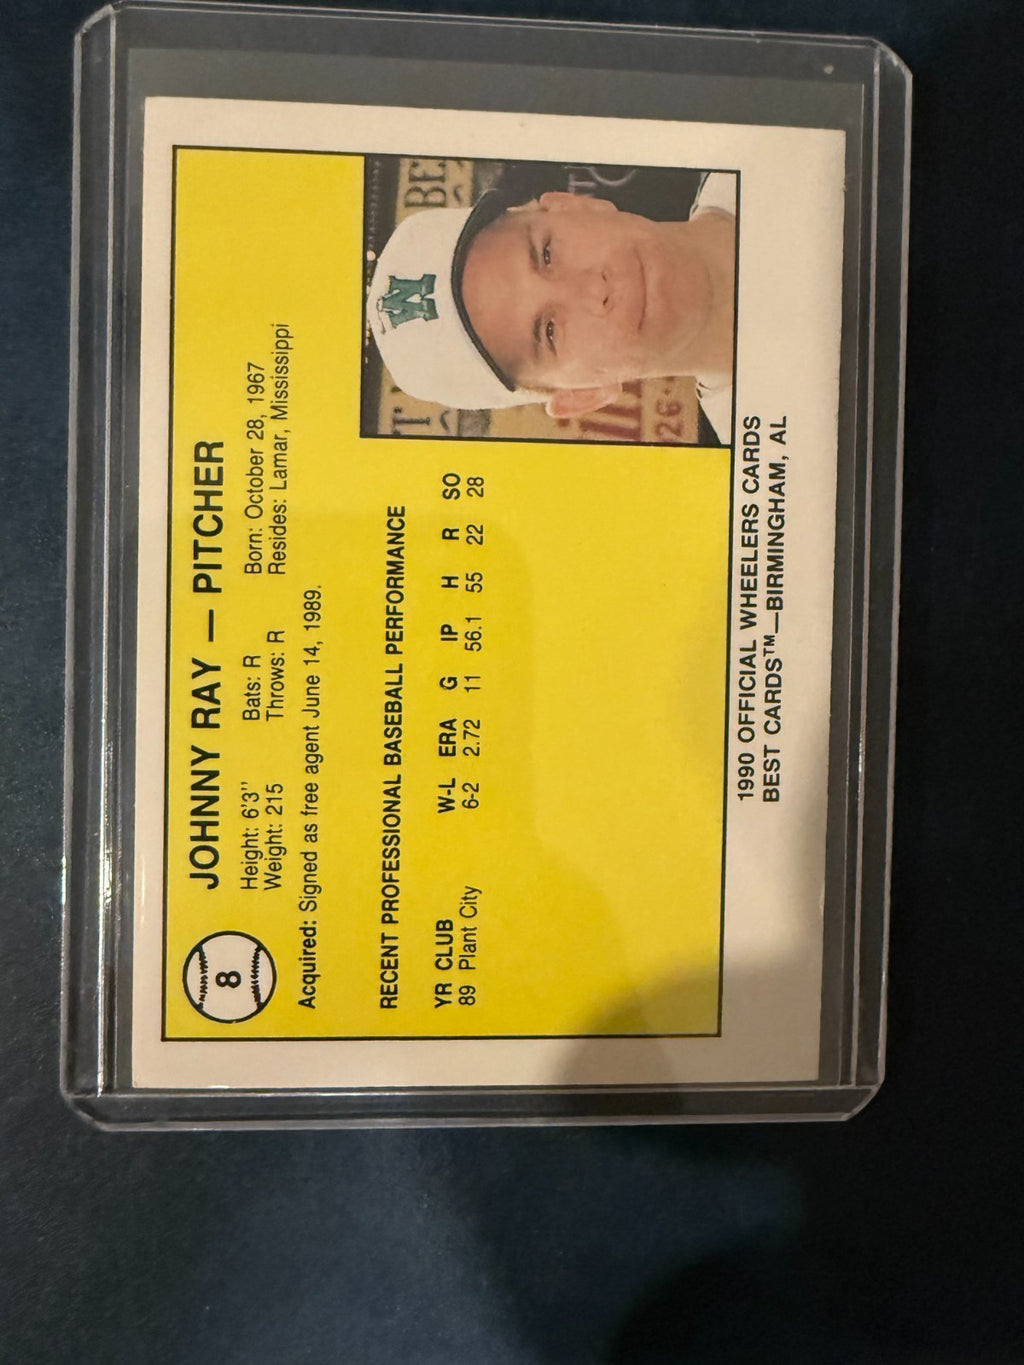 8
JOHNNY RAY — PITCHER
Height: 6'3" Bats: R Born: October 28, 1967
Weight: 215 Throws: R Resides: Lamar, Mississippi
Acquired: Signed as free agent June 14, 1989.
RECENT PROFESSIONAL BASEBALL PERFORMANCE
YR CLUB W-L ERA G IP H R SO
89 Plant City 6-2 2.72 11 56.1 55 22 28
W
BE
26
1990 OFFICIAL WHEELERS CARDS
BEST CARDS™—BIRMINGHAM, AL